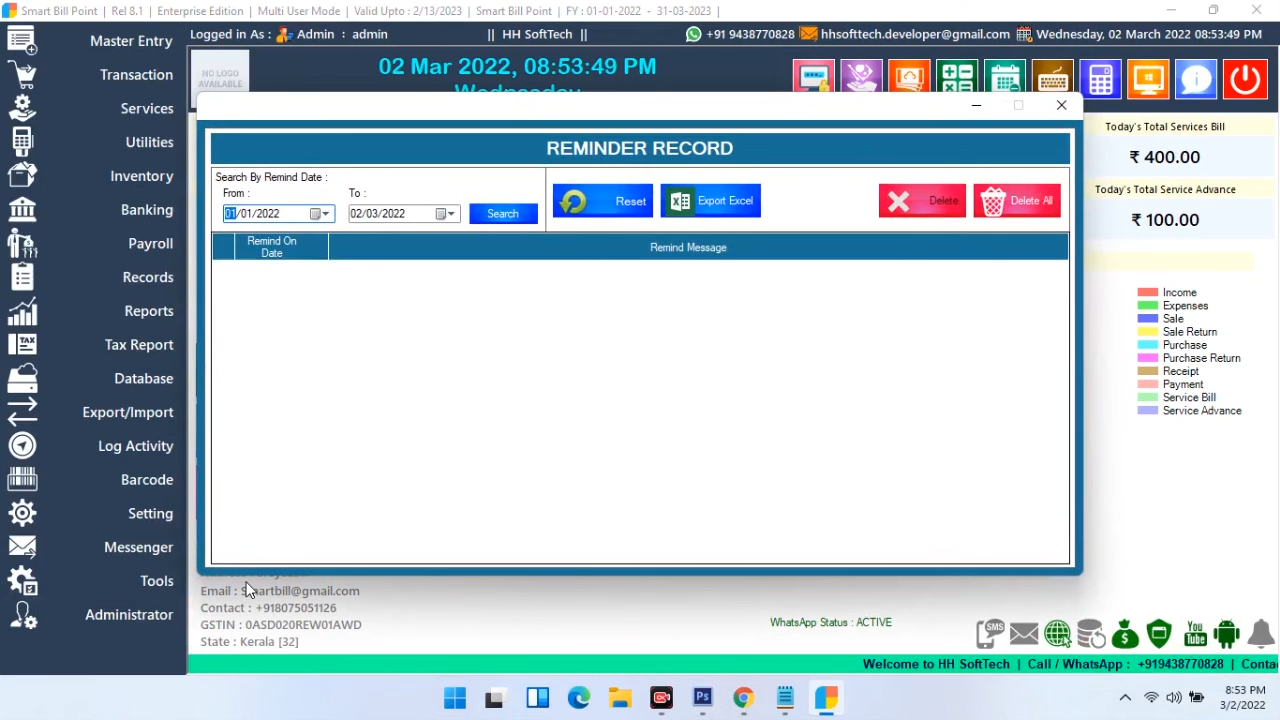 Smart Bill Point | Rel 8.1 | Enterprise Edition | Multi User Mode | Valid Upto : 2/13/2023 | Smart Bill Point | FY : 01-01-2022 - 31-03-2023 |
Logged in As : Admin : admin || HH SoftTech || +91 9438770828 hhsofttech.developer@gmail.com Wednesday, 02 March 2022, 08:53:49 PM
NO LOGO AVAILABLE
02 Mar 2022, 08:53:49 PM
Wednesday
Master Entry
Transaction
Services
Utilities
Inventory
Banking
Payroll
Records
Reports
Tax Report
Database
Export/Import
Log Activity
Barcode
Setting
Messenger
Tools
Administrator
REMINDER RECORD
Search By Remind Date :
From :
To :
01/01/2022
02/03/2022
Search
Reset
Export Excel
Delete
Delete All
Remind On Date
Remind Message
Today's Total Services Bill
₹ 400.00
Today's Total Service Advance
₹ 100.00
Income
Expenses
Sale
Sale Return
Purchase
Purchase Return
Receipt
Payment
Service Bill
Service Advance
Email : Smartbill@gmail.com
Contact : +918075051126
GSTIN : 0ASD020REW01AWD
State : Kerala [32]
WhatsApp Status : ACTIVE
SMS
You Tube
Welcome to HH SoftTech | Call / WhatsApp : +919438770828 | Conta
8:53 PM
3/2/2022